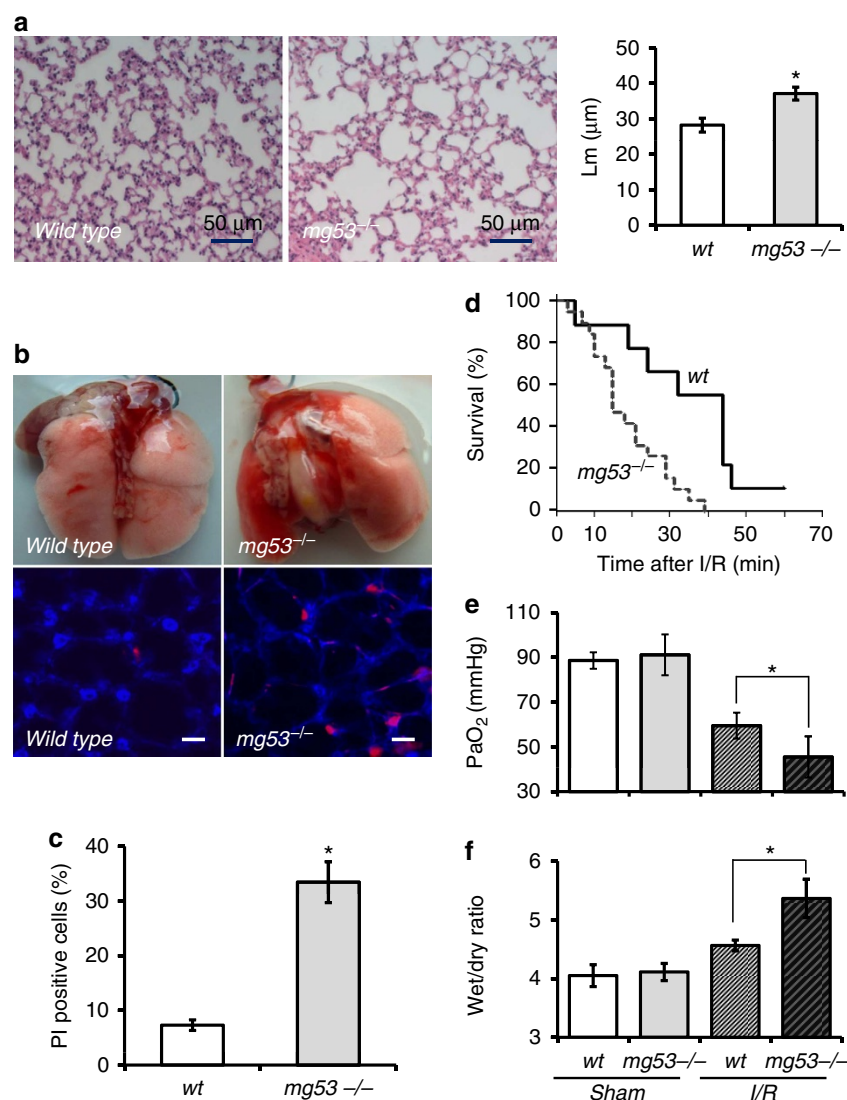 a
Wild type
50 μm
mg53–/–
50 μm
50
40
30
20
10
0
Lm (μm)
*
wt
mg53 –/–
b
Wild type
mg53–/–
Wild type
mg53–/–
c
40
30
20
10
0
PI positive cells (%)
*
wt
mg53 –/–
d
100
80
60
40
20
0
Survival (%)
wt
mg53–/–
0
10
30
50
70
Time after I/R (min)
e
110
90
70
50
30
PaO2 (mmHg)
*
f
6
5
4
3
Wet/dry ratio
*
wt
mg53–/–
wt
mg53–/–
Sham
I/R